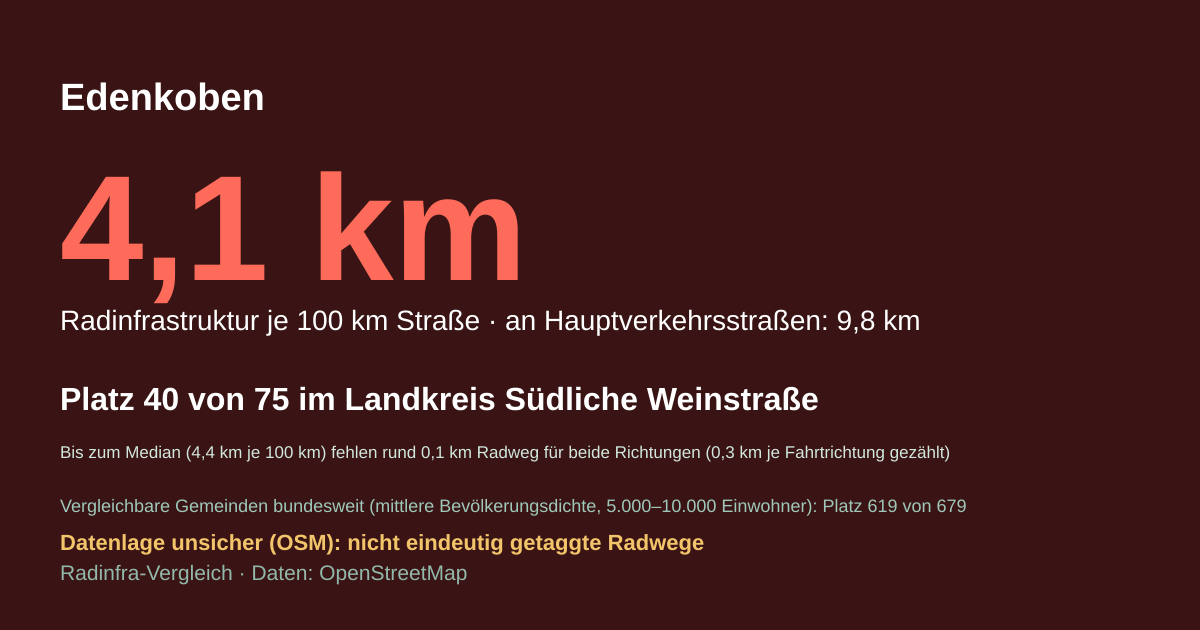 Edenkoben
4,1 km
Radinfrastruktur je 100 km Straße · an Hauptverkehrsstraßen: 9,8 km
Platz 40 von 75 im Landkreis Südliche Weinstraße
Bis zum Median (4,4 km je 100 km) fehlen rund 0,1 km Radweg für beide Richtungen (0,3 km je Fahrtrichtung gezählt)
Vergleichbare Gemeinden bundesweit (mittlere Bevölkerungsdichte, 5.000–10.000 Einwohner): Platz 619 von 679
Datenlage unsicher (OSM): nicht eindeutig getaggte Radwege
Radinfra-Vergleich · Daten: OpenStreetMap